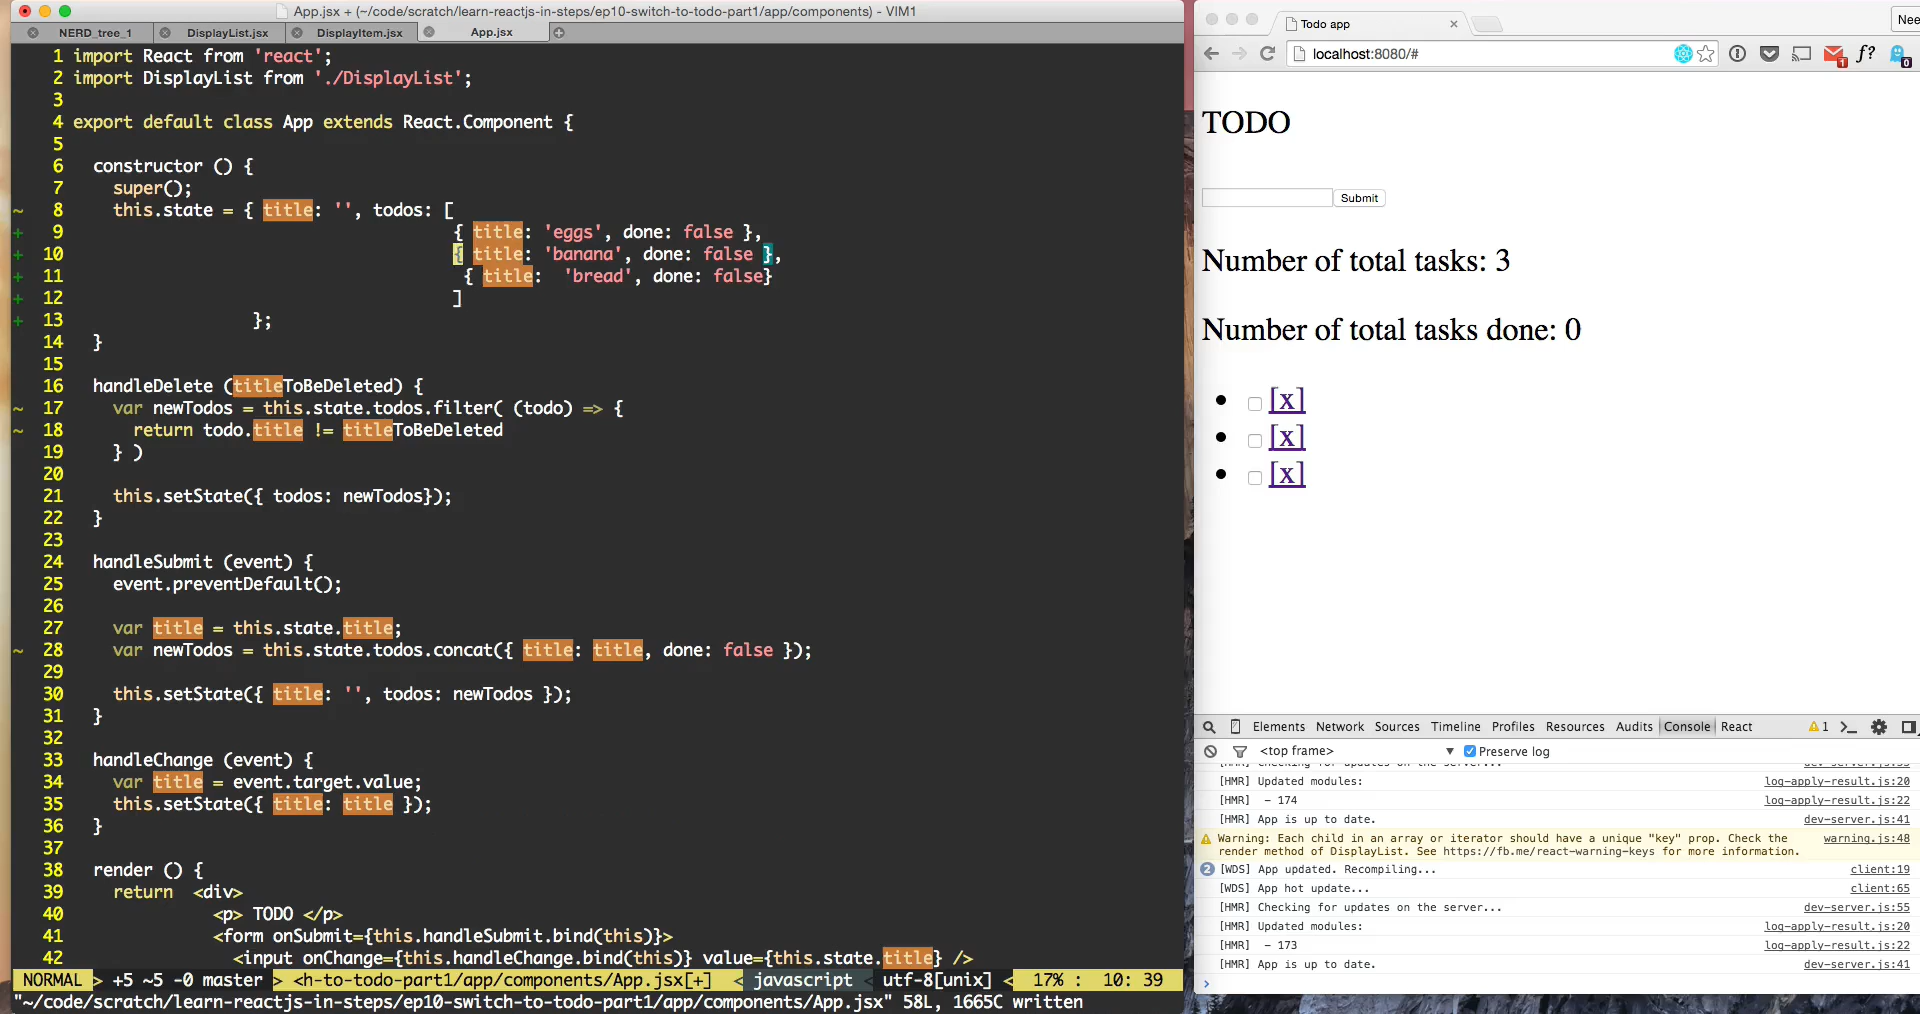 App.jsx + (~/code/scratch/learn-reactjs-in-steps/ep10-switch-to-todo-part1/app/components) - VIM1
NERD_tree_1 DisplayList.jsx DisplayItem.jsx App.jsx
1 import React from 'react';
2 import DisplayList from './DisplayList';
3
4 export default class App extends React.Component {
5
6 constructor () {
7 super();
~ 8 this.state = { title: '', todos: [
+ 9 { title: 'eggs', done: false },
+ 10 { title: 'banana', done: false },
+ 11 { title:  'bread', done: false}
+ 12 ]
+ 13 };
14 }
15
16 handleDelete (titleToBeDeleted) {
~ 17 var newTodos = this.state.todos.filter( (todo) => {
~ 18 return todo.title != titleToBeDeleted
19 } )
20
21 this.setState({ todos: newTodos});
22 }
23
24 handleSubmit (event) {
25 event.preventDefault();
26
27 var title = this.state.title;
~ 28 var newTodos = this.state.todos.concat({ title: title, done: false });
29
30 this.setState({ title: '', todos: newTodos });
31 }
32
33 handleChange (event) {
34 var title = event.target.value;
35 this.setState({ title: title });
36 }
37
38 render () {
39 return  <div>
40 <p> TODO </p>
41 <form onSubmit={this.handleSubmit.bind(this)}>
42 <input onChange={this.handleChange.bind(this)} value={this.state.title} />
NORMAL > +5 ~5 -0 master > <h-to-todo-part1/app/components/App.jsx[+] < javascript < utf-8[unix] < 17% : 10: 39
"~/code/scratch/learn-reactjs-in-steps/ep10-switch-to-todo-part1/app/components/App.jsx" 58L, 1665C written
Todo app
Nee
localhost:8080/#
1
f?
0
TODO
Submit
Number of total tasks: 3
Number of total tasks done: 0
[x]
[x]
[x]
Elements Network Sources Timeline Profiles Resources Audits Console React 1
<top frame> Preserve log
[HMR] Checking for updates on the server... dev-server.js:55
[HMR] Updated modules: log-apply-result.js:20
[HMR]  - 174 log-apply-result.js:22
[HMR] App is up to date. dev-server.js:41
Warning: Each child in an array or iterator should have a unique "key" prop. Check the warning.js:48
render method of DisplayList. See https://fb.me/react-warning-keys for more information.
2 [WDS] App updated. Recompiling... client:19
[WDS] App hot update... client:65
[HMR] Checking for updates on the server... dev-server.js:55
[HMR] Updated modules: log-apply-result.js:20
[HMR]  - 173 log-apply-result.js:22
[HMR] App is up to date. dev-server.js:41
>